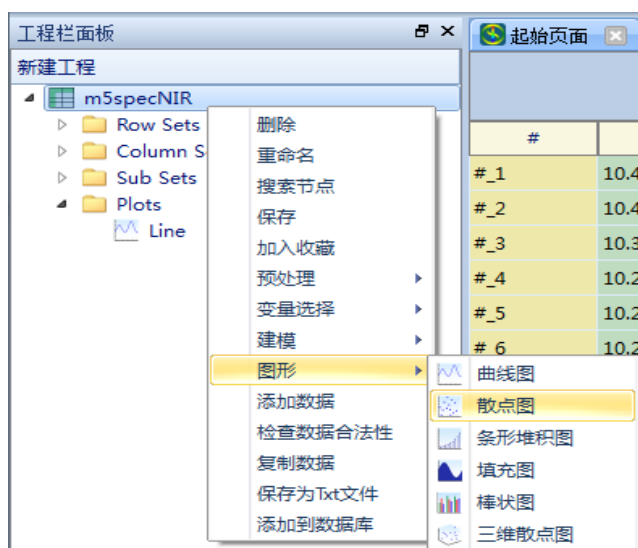 工程栏面板
起始页面
新建工程
m5specNIR
Row Sets
Column S
Sub Sets
Plots
Line
删除
重命名
搜索节点
保存
加入收藏
预处理
变量选择
建模
图形
添加数据
检查数据合法性
复制数据
保存为Txt文件
添加到数据库
曲线图
散点图
条形堆积图
填充图
棒状图
三维散点图
#
#_1 10.4
#_2 10.4
#_3 10.3
#_4 10.2
#_5 10.2
#_6 10.2